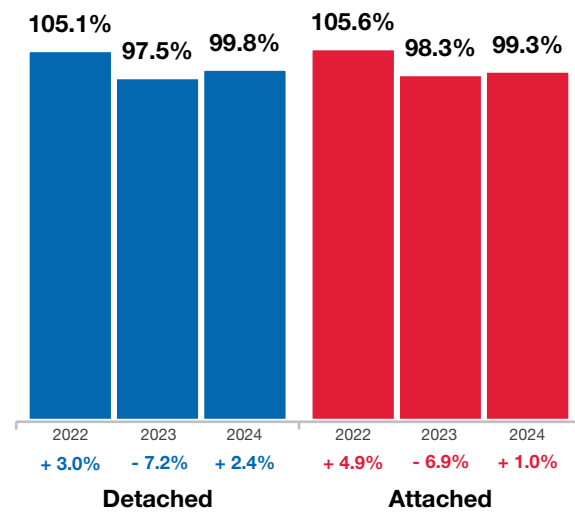 105.1% 97.5% 99.8% 105.6% 98.3% 99.3%
2022 2023 2024 2022 2023 2024
+ 3.0% - 7.2% + 2.4% + 4.9% - 6.9% + 1.0%
Detached Attached